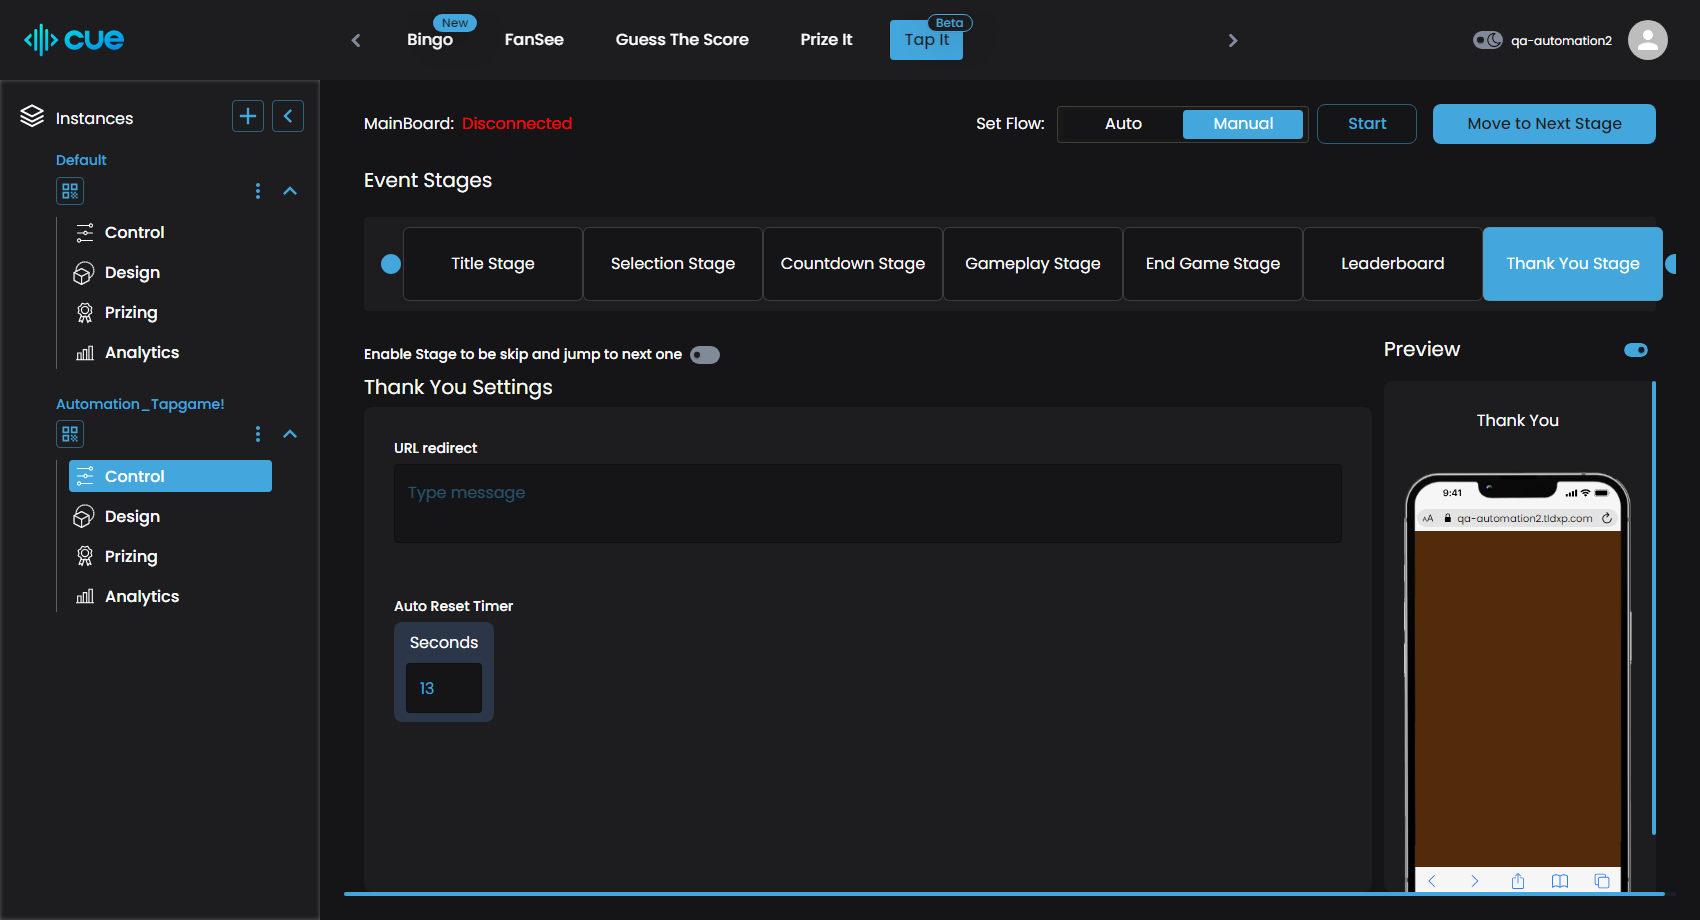 cue
Bingo
New
FanSee
Guess The Score
Prize It
Tap It
Beta
qa-automation2
Instances
Default
Control
Design
Prizing
Analytics
Automation_Tapgame!
Control
Design
Prizing
Analytics
MainBoard: Disconnected
Set Flow:
Auto
Manual
Start
Move to Next Stage
Event Stages
Title Stage
Selection Stage
Countdown Stage
Gameplay Stage
End Game Stage
Leaderboard
Thank You Stage
Enable Stage to be skip and jump to next one
Thank You Settings
URL redirect
Type message
Auto Reset Timer
Seconds
13
Preview
Thank You
9:41
AA qa-automation2.tldxp.com